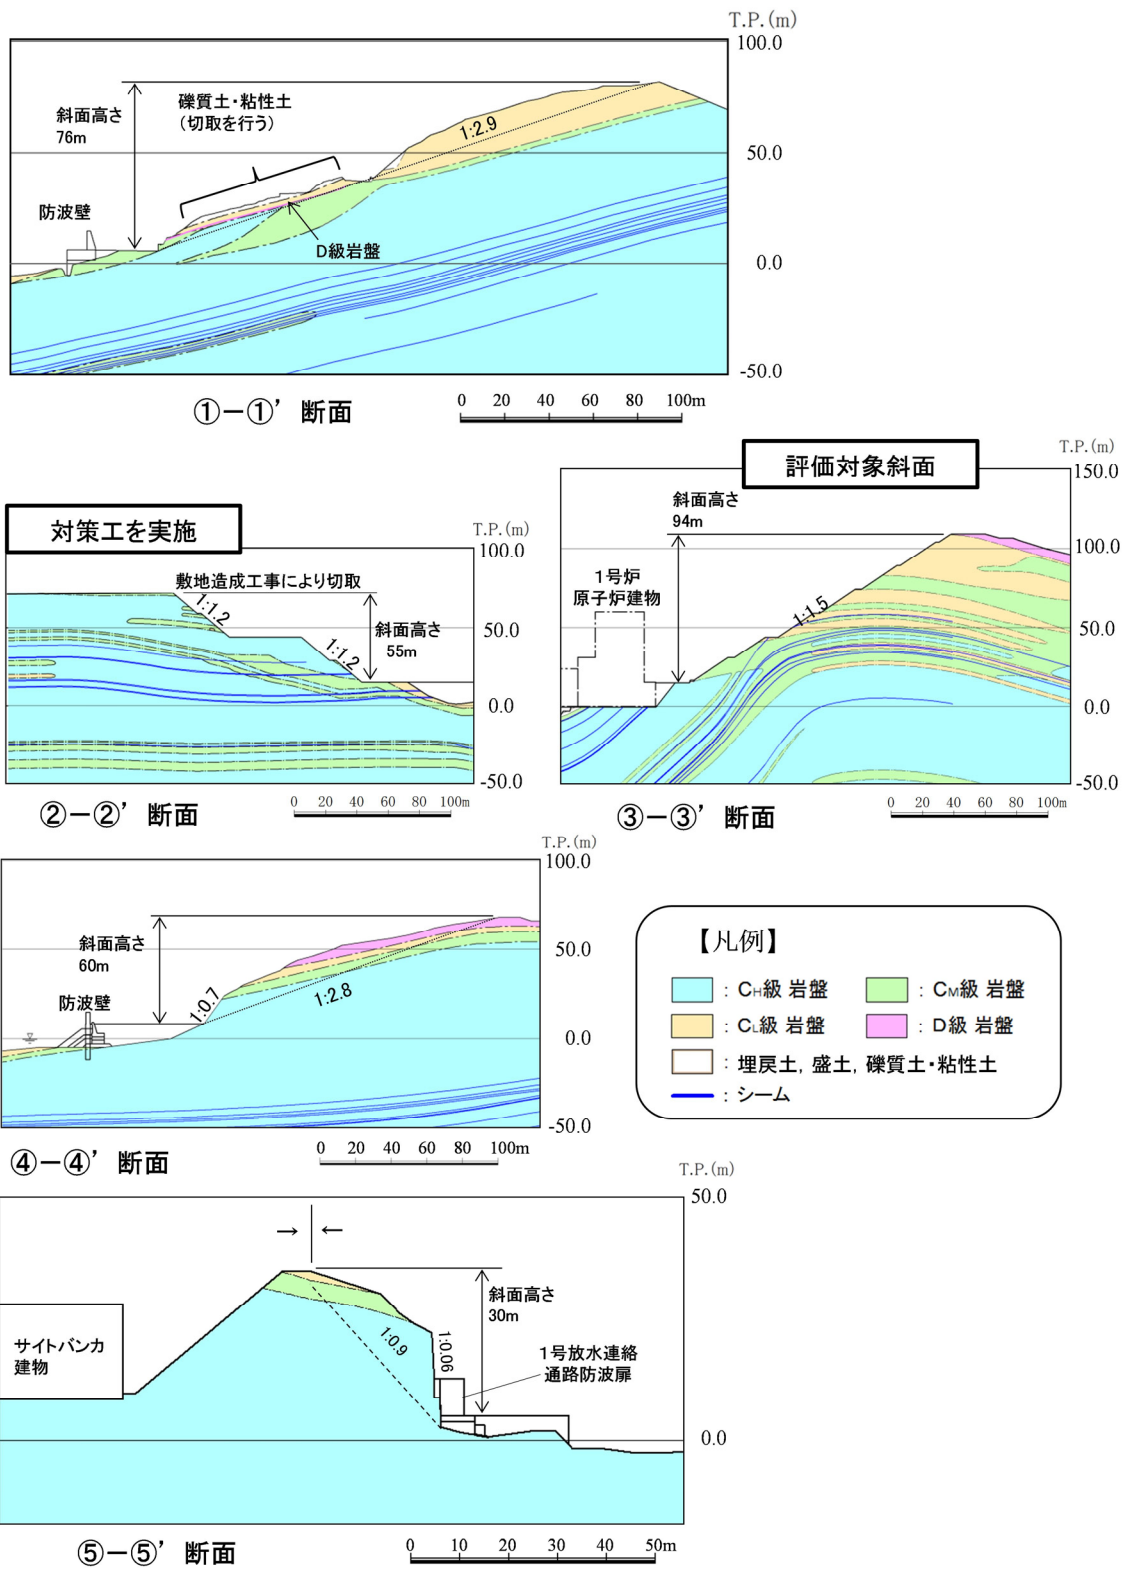 T.P.(m)
100.0
50.0
0.0
-50.0
斜面高さ
76m
礫質土・粘性土
(切取を行う)
1:2.9
防波壁
D級岩盤
①－①’ 断面
0 20 40 60 80 100m
対策工を実施
T.P.(m)
100.0
50.0
0.0
-50.0
敷地造成工事により切取
1:1.2
1:1.2
斜面高さ
55m
②－②’ 断面
0 20 40 60 80 100m
評価対象斜面
T.P.(m)
150.0
100.0
50.0
0.0
-50.0
斜面高さ
94m
1号炉
原子炉建物
1:1.5
③－③’ 断面
0 20 40 60 80 100m
T.P.(m)
100.0
50.0
0.0
-50.0
斜面高さ
60m
防波壁
1:0.7
1:2.8
④－④’ 断面
0 20 40 60 80 100m
【凡例】
：CH級 岩盤
：CM級 岩盤
：CL級 岩盤
：D級 岩盤
：埋戻土，盛土，礫質土・粘性土
：シーム
T.P.(m)
50.0
0.0
サイトバンカ
建物
斜面高さ
30m
1:0.9
1:0.06
1号放水連絡
通路防波扉
⑤－⑤’ 断面
0 10 20 30 40 50m